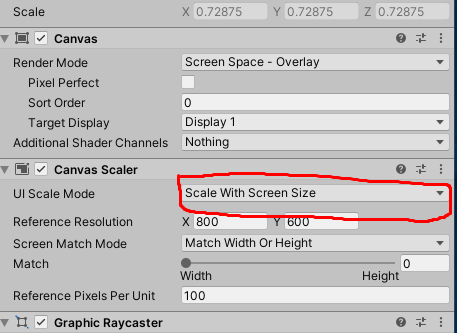 Scale X 0.72875 Y 0.72875 Z 0.72875
Canvas
Render Mode Screen Space - Overlay
Pixel Perfect
Sort Order 0
Target Display Display 1
Additional Shader Channels Nothing
Canvas Scaler
UI Scale Mode Scale With Screen Size
Reference Resolution X 800 Y 600
Screen Match Mode Match Width Or Height
Match 0
Width Height
Reference Pixels Per Unit 100
Graphic Raycaster